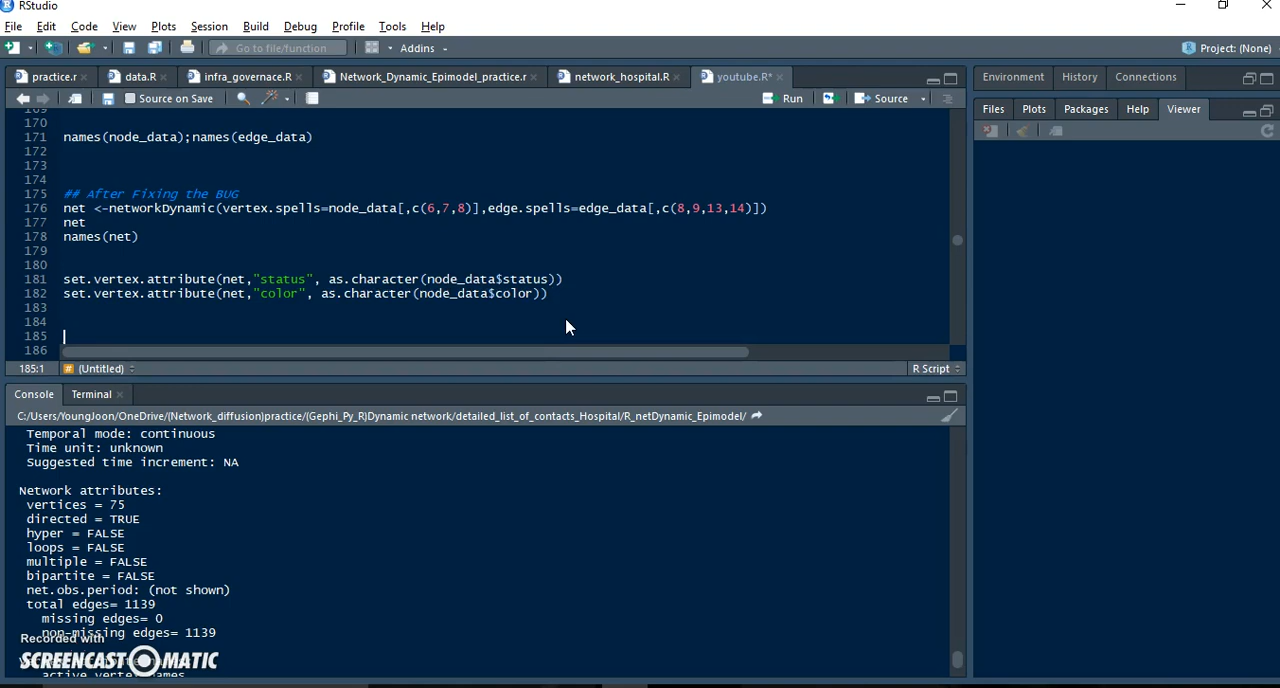 RStudio
File Edit Code View Plots Session Build Debug Profile Tools Help
Go to file/function Addins Project: (None)
practice.r data.R infra_governace.R Network_Dynamic_Epimodel_practice.r network_hospital.R youtube.R*
Environment History Connections
Source on Save Run Source
Files Plots Packages Help Viewer
169
170
171 names(node_data);names(edge_data)
172
173
174
175 ## After Fixing the BUG
176 net <-networkDynamic(vertex.spells=node_data[,c(6,7,8)],edge.spells=edge_data[,c(8,9,13,14)])
177 net
178 names(net)
179
180
181 set.vertex.attribute(net,"status", as.character(node_data$status))
182 set.vertex.attribute(net,"color", as.character(node_data$color))
183
184
185
186
185:1 # (Untitled) R Script
Console Terminal
C:/Users/YoungJoon/OneDrive/(Network_diffusion)practice/(Gephi_Py_R)Dynamic network/detailed_list_of_contacts_Hospital/R_netDynamic_Epimodel/
Temporal mode: continuous
Time unit: unknown
Suggested time increment: NA
Network attributes:
vertices = 75
directed = TRUE
hyper = FALSE
loops = FALSE
multiple = FALSE
bipartite = FALSE
net.obs.period: (not shown)
total edges= 1139
missing edges= 0
non-missing edges= 1139
Recorded with
SCREENCAST-O-MATIC